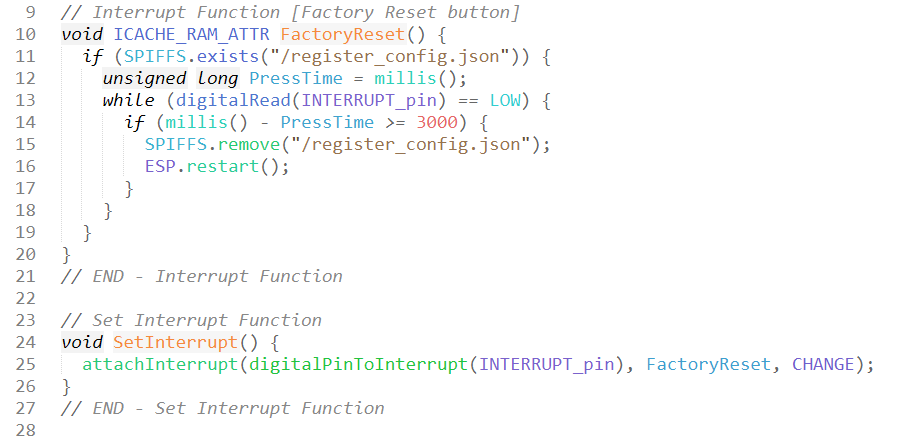 9 // Interrupt Function [Factory Reset button]
10 void ICACHE_RAM_ATTR FactoryReset() {
11   if (SPIFFS.exists("/register_config.json")) {
12     unsigned long PressTime = millis();
13     while (digitalRead(INTERRUPT_pin) == LOW) {
14       if (millis() - PressTime >= 3000) {
15         SPIFFS.remove("/register_config.json");
16         ESP.restart();
17       }
18     }
19   }
20 }
21 // END - Interrupt Function
22
23 // Set Interrupt Function
24 void SetInterrupt() {
25   attachInterrupt(digitalPinToInterrupt(INTERRUPT_pin), FactoryReset, CHANGE);
26 }
27 // END - Set Interrupt Function
28